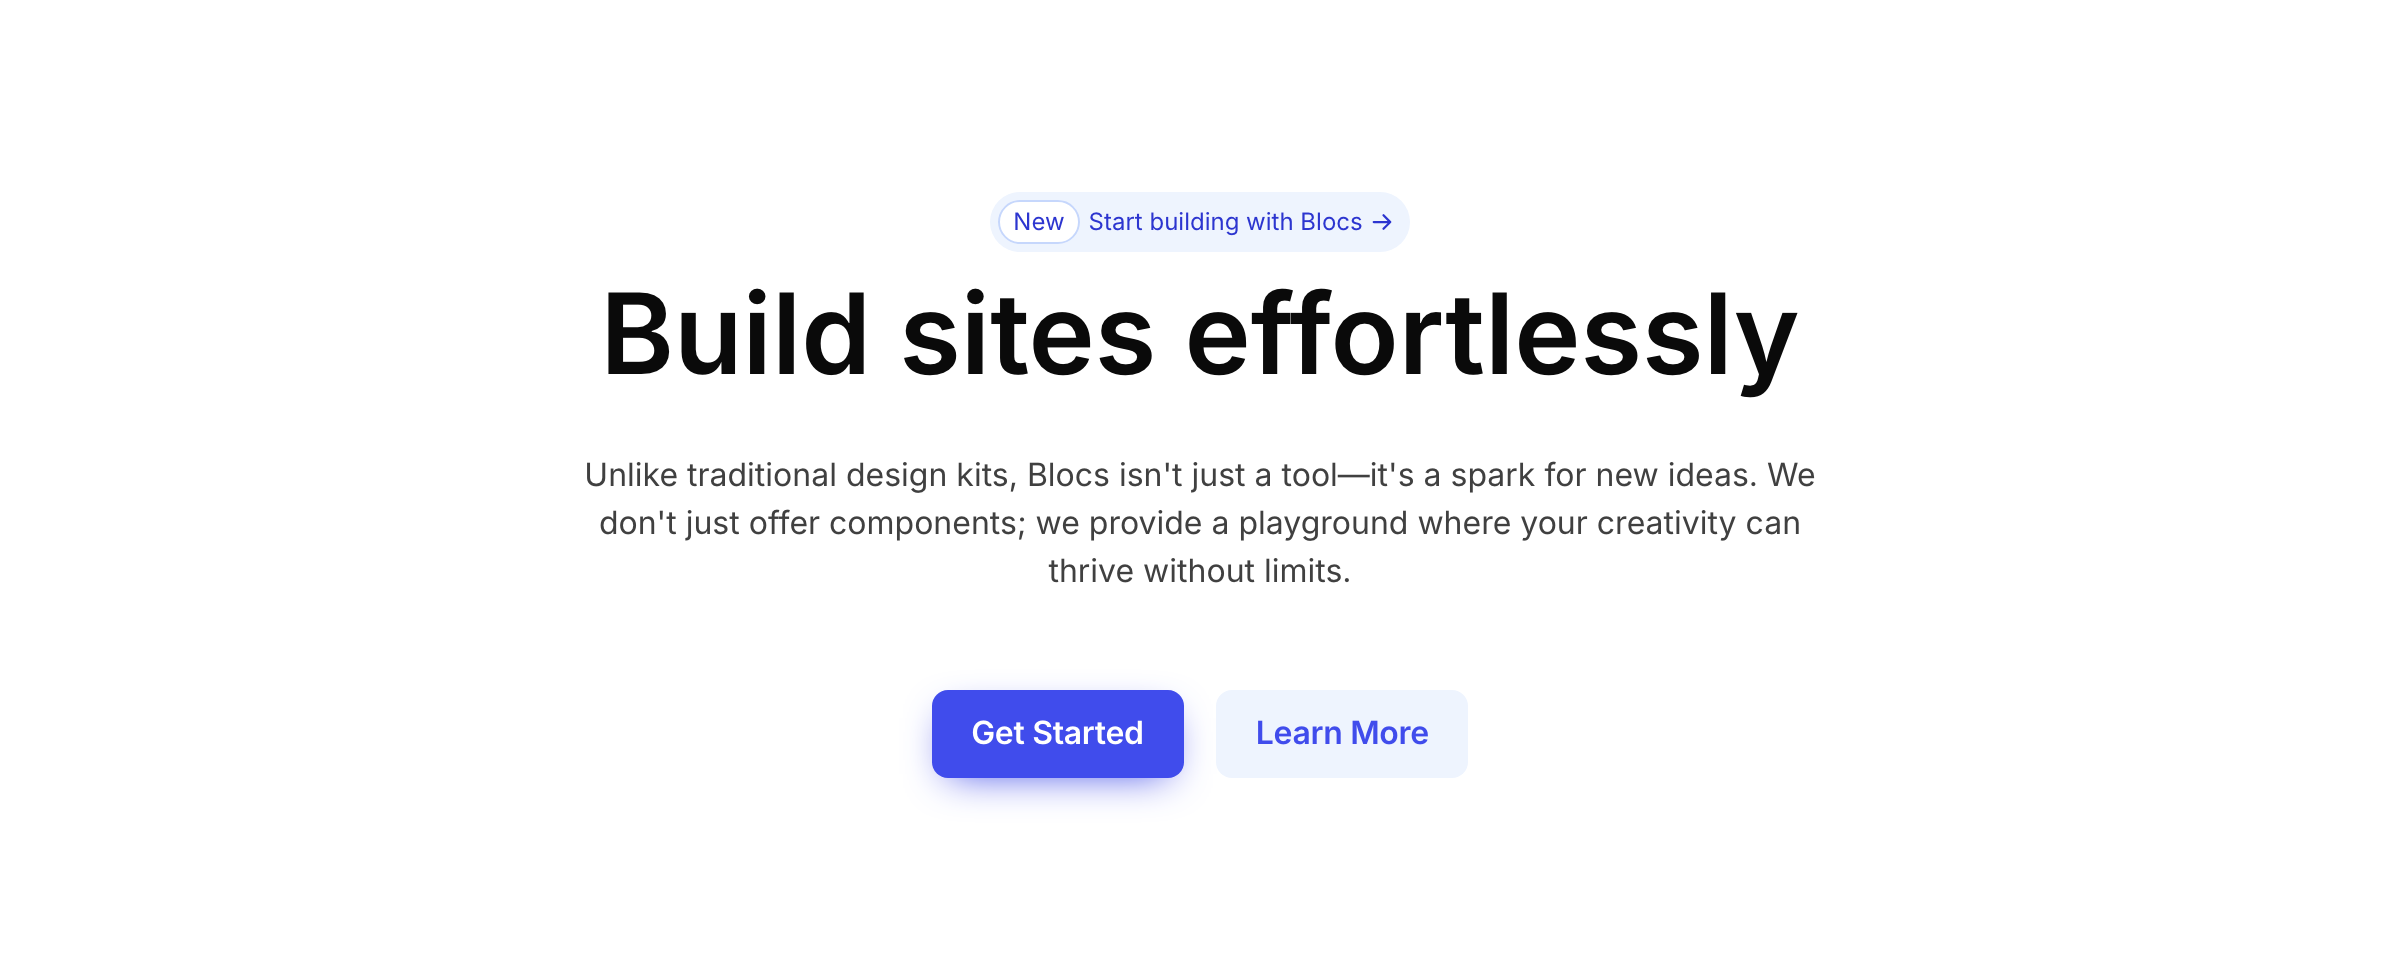 New Start building with Blocs →
Build sites effortlessly
Unlike traditional design kits, Blocs isn't just a tool—it's a spark for new ideas. We
don't just offer components; we provide a playground where your creativity can
thrive without limits.
Get Started Learn More